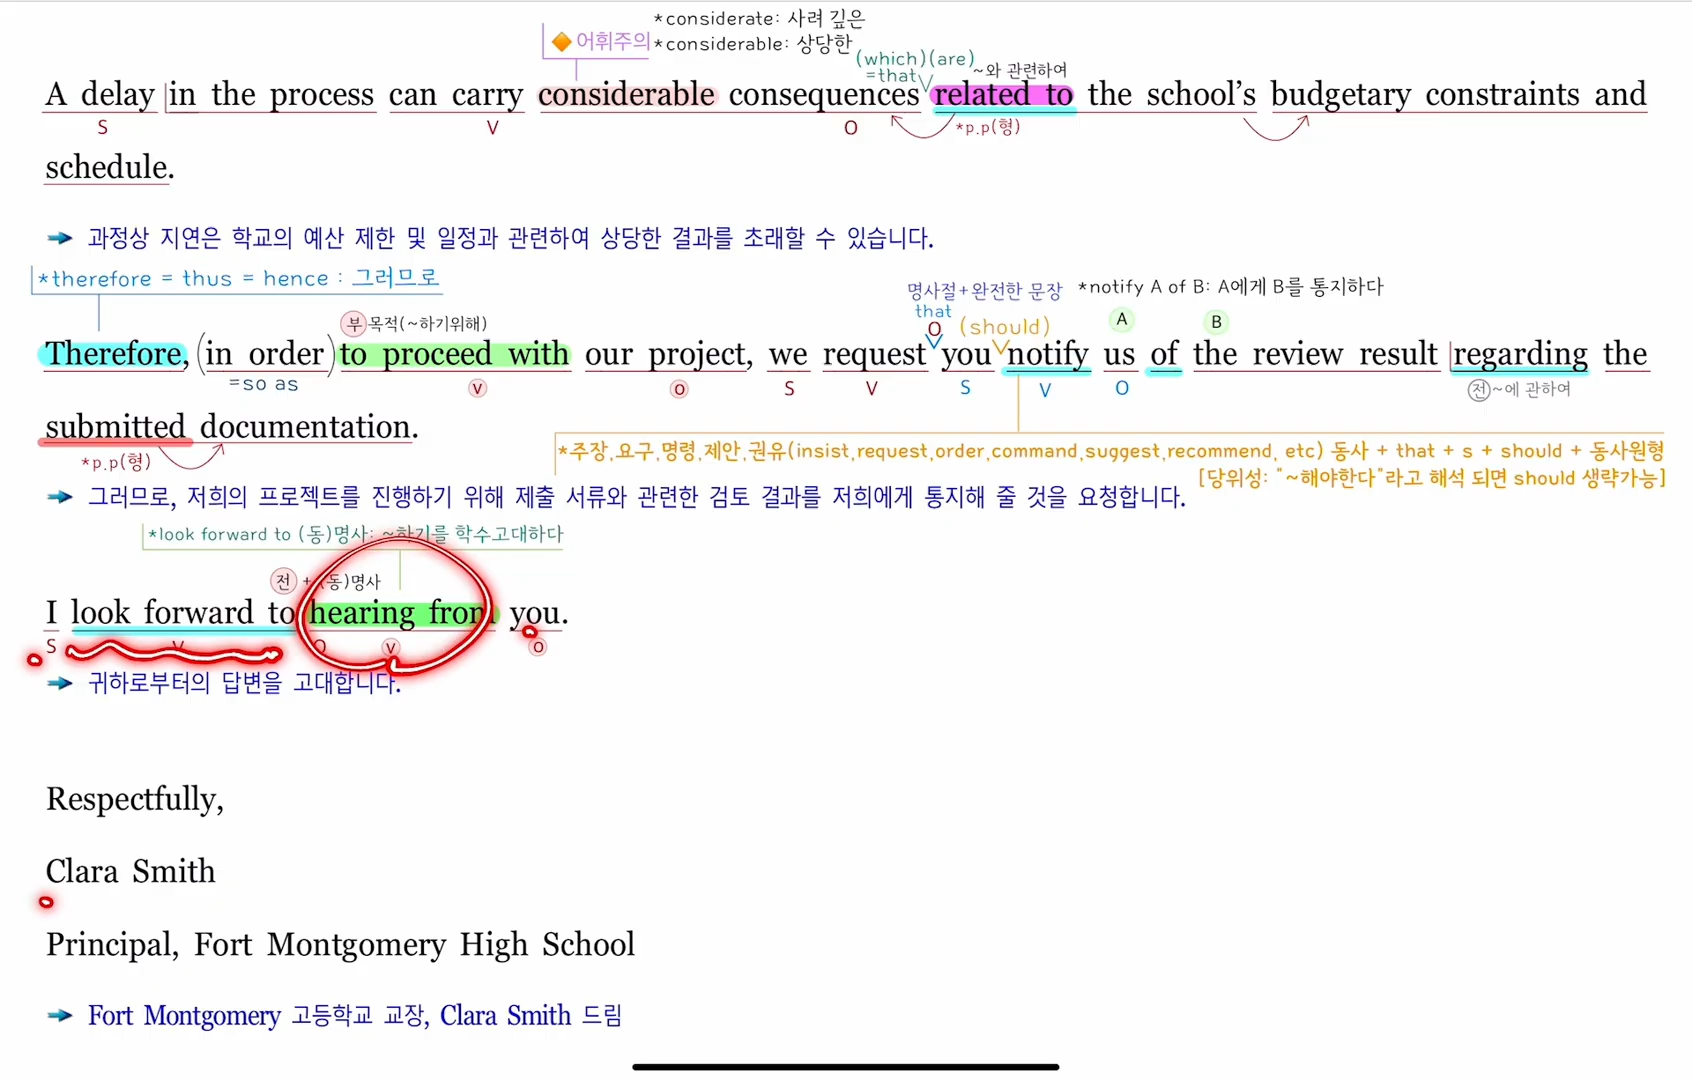 *considerate: 사려 깊은
◆ 어휘주의 *considerable: 상당한
(which)(are)
=that ~와 관련하여
A delay in the process can carry considerable consequences related to the school's budgetary constraints and
S V O *p.p(형)
schedule.
➡ 과정상 지연은 학교의 예산 제한 및 일정과 관련하여 상당한 결과를 초래할 수 있습니다.
*therefore = thus = hence : 그러므로
명사절+완전한 문장 *notify A of B: A에게 B를 통지하다
that
부 목적(~하기위해) O (should) A B
Therefore, (in order) to proceed with our project, we request you notify us of the review result regarding the
=so as v o S V S V O 전~에 관하여
submitted documentation.
*p.p(형)
*주장,요구,명령,제안,권유(insist,request,order,command,suggest,recommend, etc) 동사 + that + s + should + 동사원형
[당위성: "~해야한다"라고 해석 되면 should 생략가능]
➡ 그러므로, 저희의 프로젝트를 진행하기 위해 제출 서류와 관련한 검토 결과를 저희에게 통지해 줄 것을 요청합니다.
*look forward to (동)명사: ~하기를 학수고대하다
전 + (동)명사
I look forward to hearing from you.
S V O v o
➡ 귀하로부터의 답변을 고대합니다.
Respectfully,
Clara Smith
Principal, Fort Montgomery High School
➡ Fort Montgomery 고등학교 교장, Clara Smith 드림